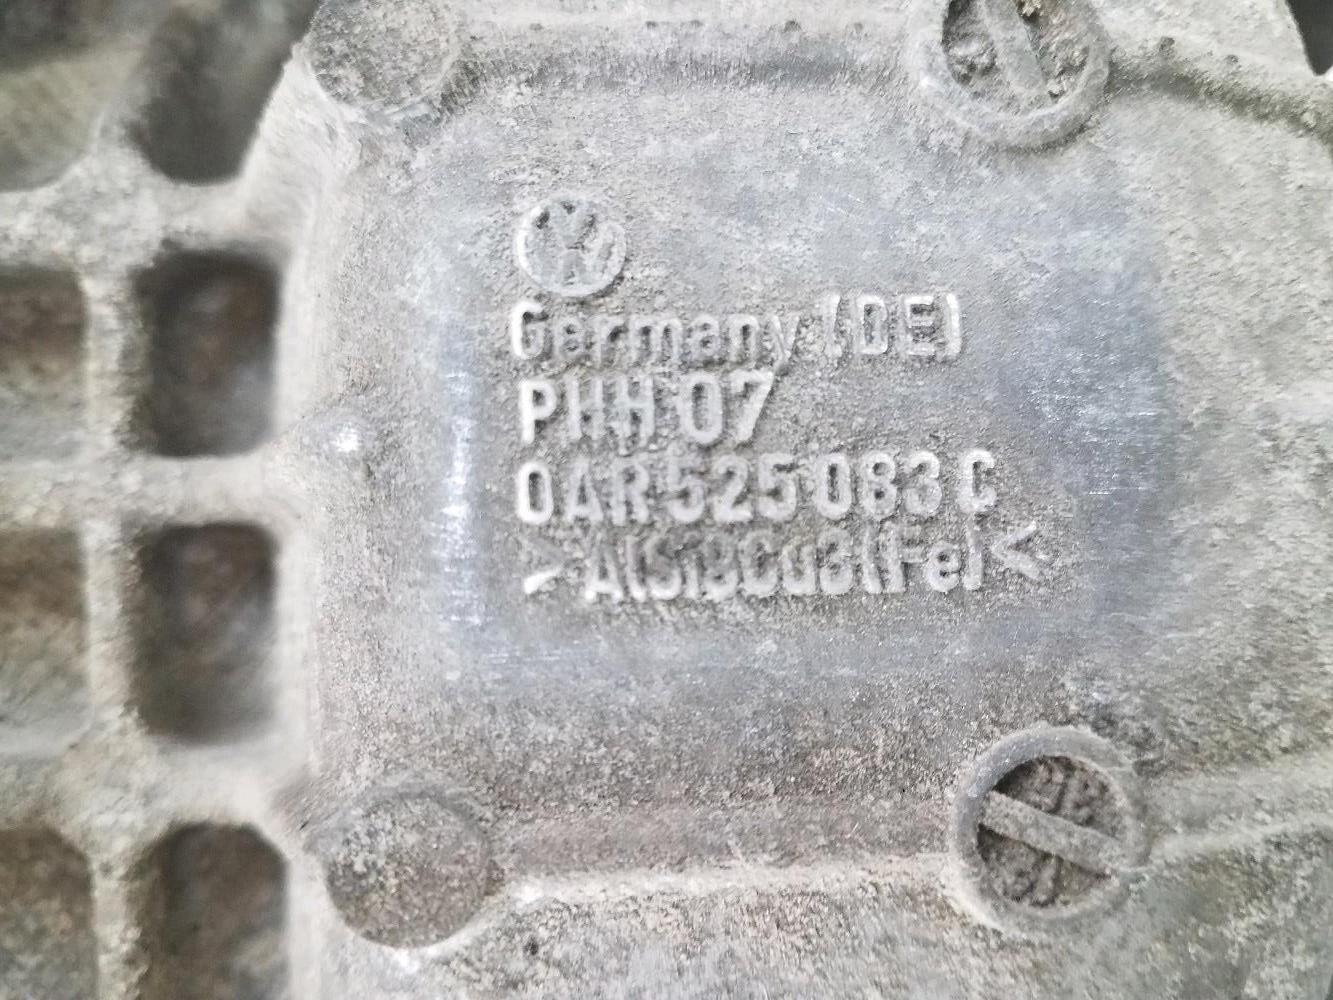 Germany (DE)
PHH 07
0AR 525 083 C
>AlSi9Cu3(Fe)<